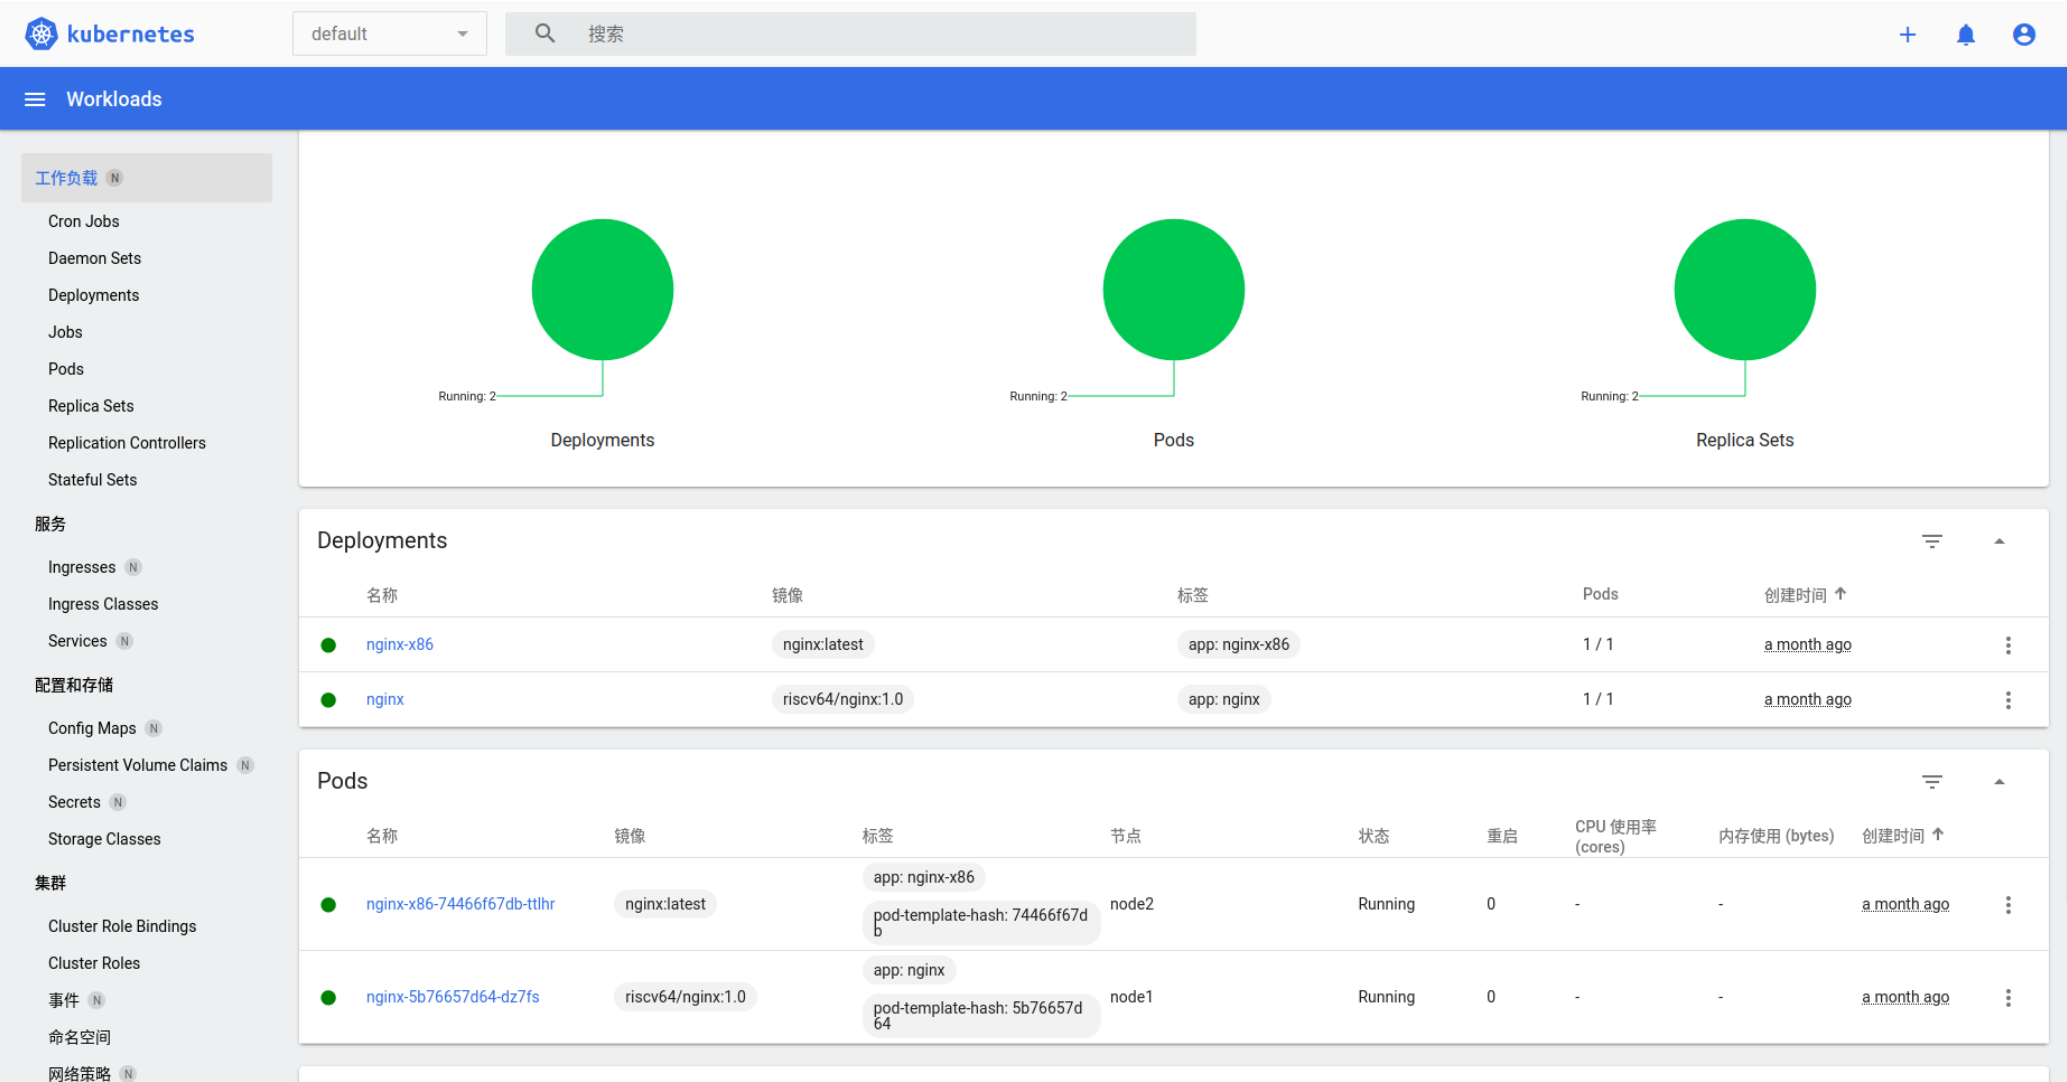 kubernetes
default
搜索
Workloads
工作负载 N
Cron Jobs
Daemon Sets
Deployments
Jobs
Pods
Replica Sets
Replication Controllers
Stateful Sets
服务
Ingresses N
Ingress Classes
Services N
配置和存储
Config Maps N
Persistent Volume Claims N
Secrets N
Storage Classes
集群
Cluster Role Bindings
Cluster Roles
事件 N
命名空间
网络策略 N
Running: 2
Deployments
Running: 2
Pods
Running: 2
Replica Sets
Deployments
名称 镜像 标签 Pods 创建时间
nginx-x86 nginx:latest app: nginx-x86 1 / 1 a month ago
nginx riscv64/nginx:1.0 app: nginx 1 / 1 a month ago
Pods
名称 镜像 标签 节点 状态 重启 CPU 使用率 (cores) 内存使用 (bytes) 创建时间
app: nginx-x86
nginx-x86-74466f67db-ttlhr nginx:latest pod-template-hash: 74466f67d node2 Running 0 - - a month ago
b
app: nginx
nginx-5b76657d64-dz7fs riscv64/nginx:1.0 pod-template-hash: 5b76657d node1 Running 0 - - a month ago
64